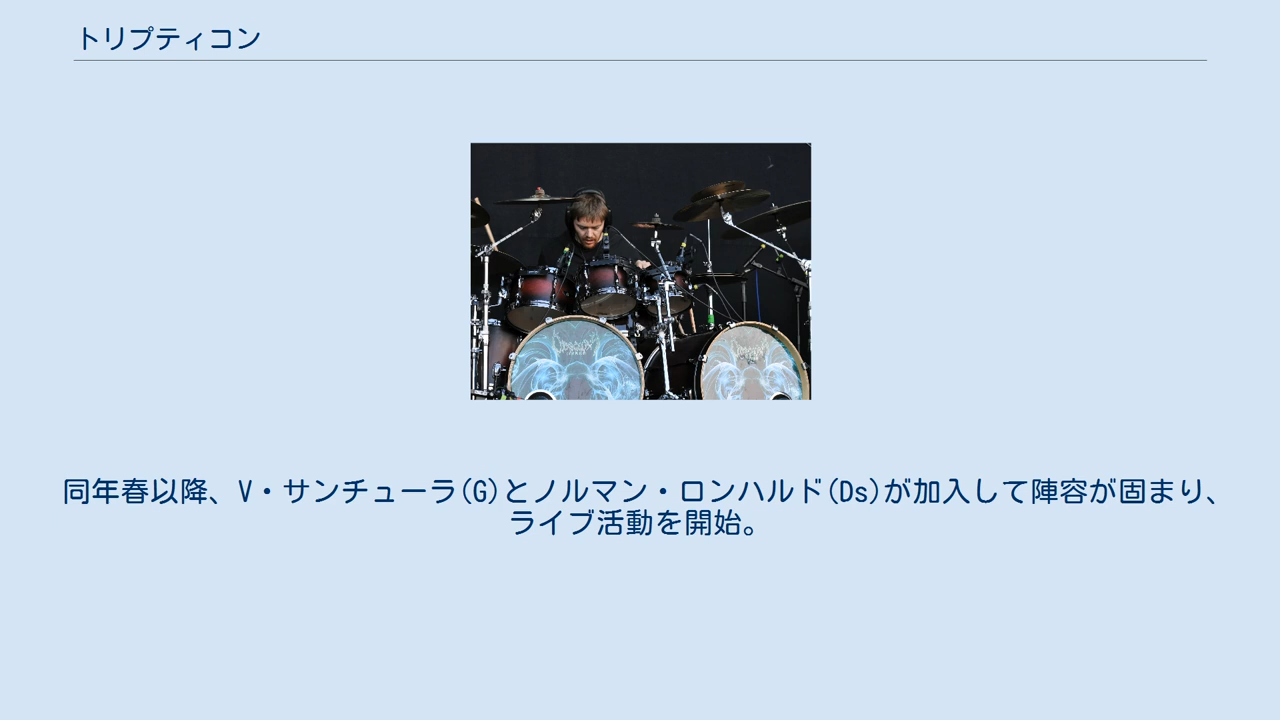 トリプティコン
同年春以降、V・サンチューラ(G)とノルマン・ロンハルド(Ds)が加入して陣容が固まり、
ライブ活動を開始。